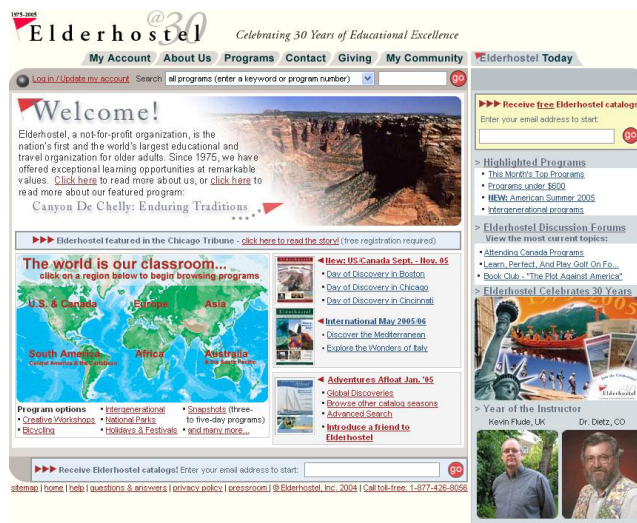 1975-2005
@30
Elderhostel
Celebrating 30 Years of Educational Excellence
My Account About Us Programs Contact Giving My Community Elderhostel Today
Log in / Update my account Search all programs (enter a keyword or program number) go
Welcome!
Elderhostel, a not-for-profit organization, is the
nation's first and the world's largest educational and
travel organization for older adults. Since 1975, we have
offered exceptional learning opportunities at remarkable
values. Click here to read more about us, or click here to
read more about our featured program:
Canyon De Chelly: Enduring Traditions
Elderhostel featured in the Chicago Tribune - click here to read the story! (free registration required)
The world is our classroom...
click on a region below to begin browsing programs
U.S. & Canada Europe Asia
South America Africa Australia
Central America & the Caribbean & the South Pacific
Program options
• Creative Workshops
• Bicycling
• Intergenerational
• National Parks
• Holidays & Festivals
• Snapshots (three-
to five-day programs)
• and many more...
New: US/Canada Sept. - Nov. 05
• Day of Discovery in Boston
• Day of Discovery in Chicago
• Day of Discovery in Cincinnati
International May 2005/06
• Discover the Mediterranean
• Explore the Wonders of Italy
Adventures Afloat Jan. '05
• Global Discoveries
• Browse other catalog seasons
• Advanced Search
• Introduce a friend to
Elderhostel
Receive Elderhostel catalogs! Enter your email address to start: go
sitemap | home | help | questions & answers | privacy policy | pressroom | © Elderhostel, Inc. 2004 | Call toll-free: 1-877-426-8056
Receive free Elderhostel catalogs
Enter your email address to start:
go
> Highlighted Programs
• This Month's Top Programs
• Programs under $600
• NEW: American Summer 2005
• Intergenerational programs
> Elderhostel Discussion Forums
View the most current topics:
• Attending Canada Programs
• Learn, Perfect, And Play Golf On Fo...
• Book Club - "The Plot Against America"
> Elderhostel Celebrates 30 Years
Elderhostel
> Year of the Instructor
Kevin Flude, UK Dr. Dietz, CO